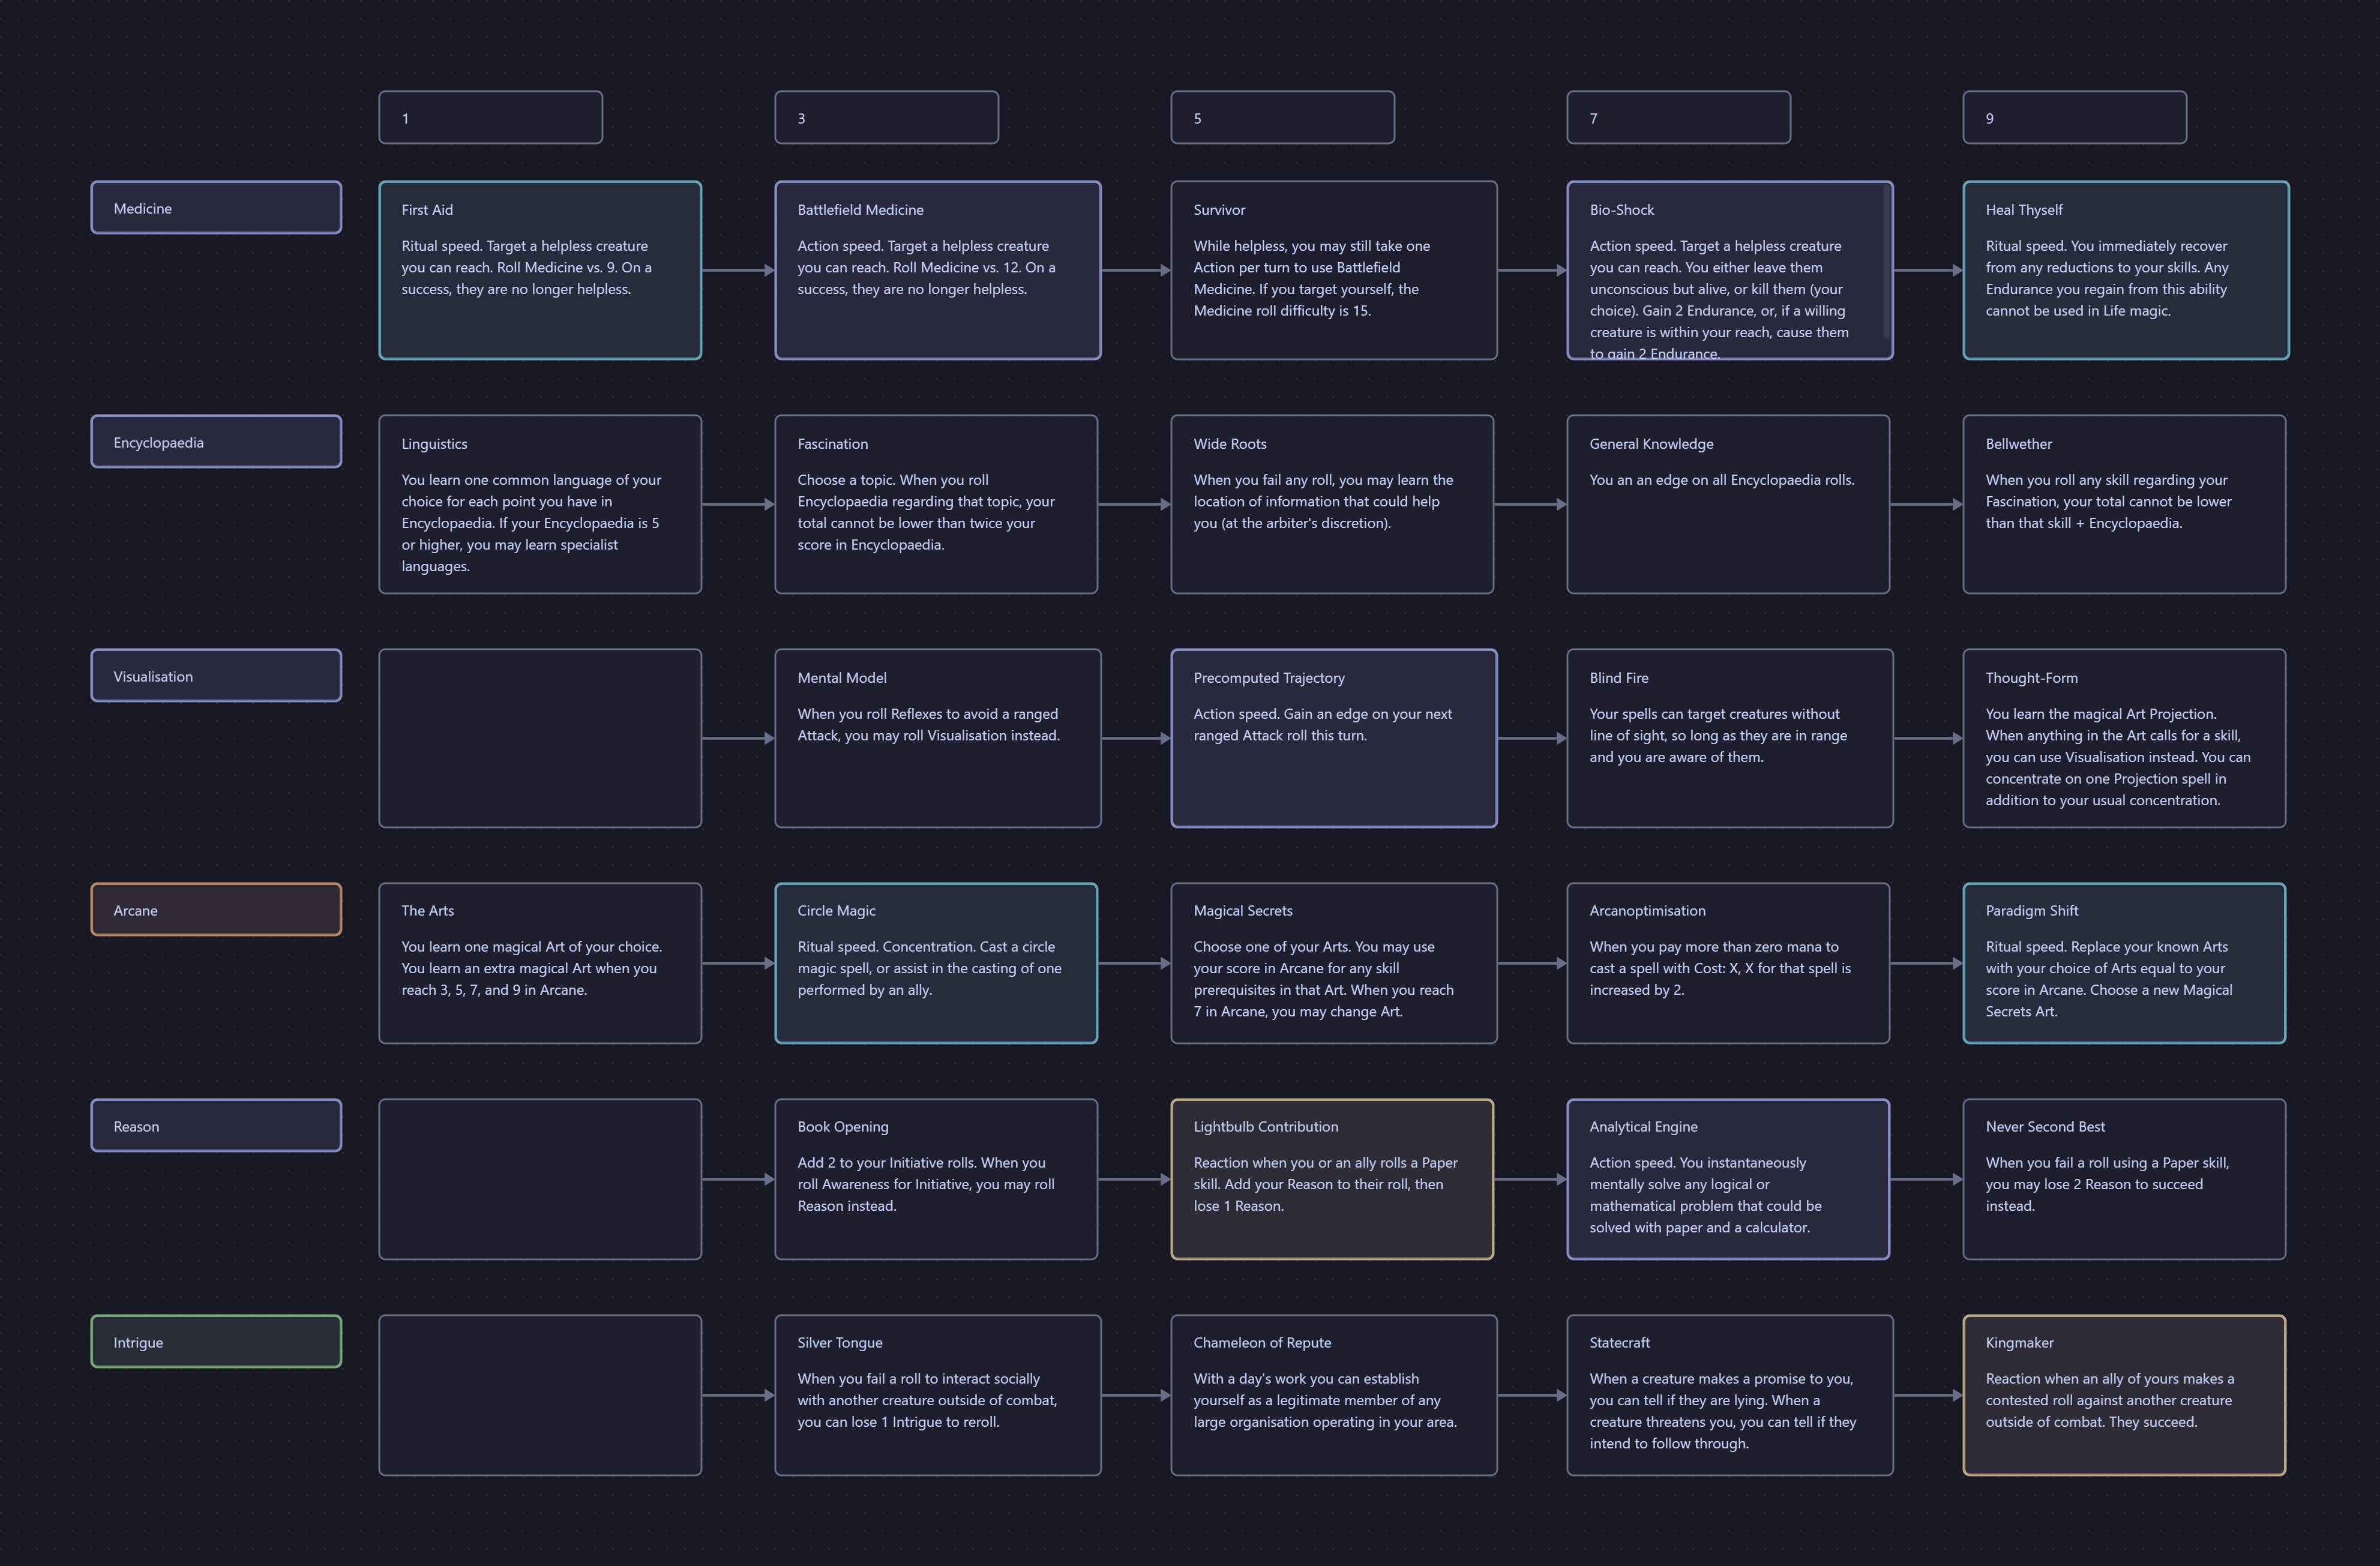 1
3
5
7
9
Medicine
First Aid
Ritual speed. Target a helpless creature
you can reach. Roll Medicine vs. 9. On a
success, they are no longer helpless.
Battlefield Medicine
Action speed. Target a helpless creature
you can reach. Roll Medicine vs. 12. On a
success, they are no longer helpless.
Survivor
While helpless, you may still take one
Action per turn to use Battlefield
Medicine. If you target yourself, the
Medicine roll difficulty is 15.
Bio-Shock
Action speed. Target a helpless creature
you can reach. You either leave them
unconscious but alive, or kill them (your
choice). Gain 2 Endurance, or, if a willing
creature is within your reach, cause them
to gain 2 Endurance.
Heal Thyself
Ritual speed. You immediately recover
from any reductions to your skills. Any
Endurance you regain from this ability
cannot be used in Life magic.
Encyclopaedia
Linguistics
You learn one common language of your
choice for each point you have in
Encyclopaedia. If your Encyclopaedia is 5
or higher, you may learn specialist
languages.
Fascination
Choose a topic. When you roll
Encyclopaedia regarding that topic, your
total cannot be lower than twice your
score in Encyclopaedia.
Wide Roots
When you fail any roll, you may learn the
location of information that could help
you (at the arbiter's discretion).
General Knowledge
You an an edge on all Encyclopaedia rolls.
Bellwether
When you roll any skill regarding your
Fascination, your total cannot be lower
than that skill + Encyclopaedia.
Visualisation
Mental Model
When you roll Reflexes to avoid a ranged
Attack, you may roll Visualisation instead.
Precomputed Trajectory
Action speed. Gain an edge on your next
ranged Attack roll this turn.
Blind Fire
Your spells can target creatures without
line of sight, so long as they are in range
and you are aware of them.
Thought-Form
You learn the magical Art Projection.
When anything in the Art calls for a skill,
you can use Visualisation instead. You can
concentrate on one Projection spell in
addition to your usual concentration.
Arcane
The Arts
You learn one magical Art of your choice.
You learn an extra magical Art when you
reach 3, 5, 7, and 9 in Arcane.
Circle Magic
Ritual speed. Concentration. Cast a circle
magic spell, or assist in the casting of one
performed by an ally.
Magical Secrets
Choose one of your Arts. You may use
your score in Arcane for any skill
prerequisites in that Art. When you reach
7 in Arcane, you may change Art.
Arcanoptimisation
When you pay more than zero mana to
cast a spell with Cost: X, X for that spell is
increased by 2.
Paradigm Shift
Ritual speed. Replace your known Arts
with your choice of Arts equal to your
score in Arcane. Choose a new Magical
Secrets Art.
Reason
Book Opening
Add 2 to your Initiative rolls. When you
roll Awareness for Initiative, you may roll
Reason instead.
Lightbulb Contribution
Reaction when you or an ally rolls a Paper
skill. Add your Reason to their roll, then
lose 1 Reason.
Analytical Engine
Action speed. You instantaneously
mentally solve any logical or
mathematical problem that could be
solved with paper and a calculator.
Never Second Best
When you fail a roll using a Paper skill,
you may lose 2 Reason to succeed
instead.
Intrigue
Silver Tongue
When you fail a roll to interact socially
with another creature outside of combat,
you can lose 1 Intrigue to reroll.
Chameleon of Repute
With a day's work you can establish
yourself as a legitimate member of any
large organisation operating in your area.
Statecraft
When a creature makes a promise to you,
you can tell if they are lying. When a
creature threatens you, you can tell if they
intend to follow through.
Kingmaker
Reaction when an ally of yours makes a
contested roll against another creature
outside of combat. They succeed.